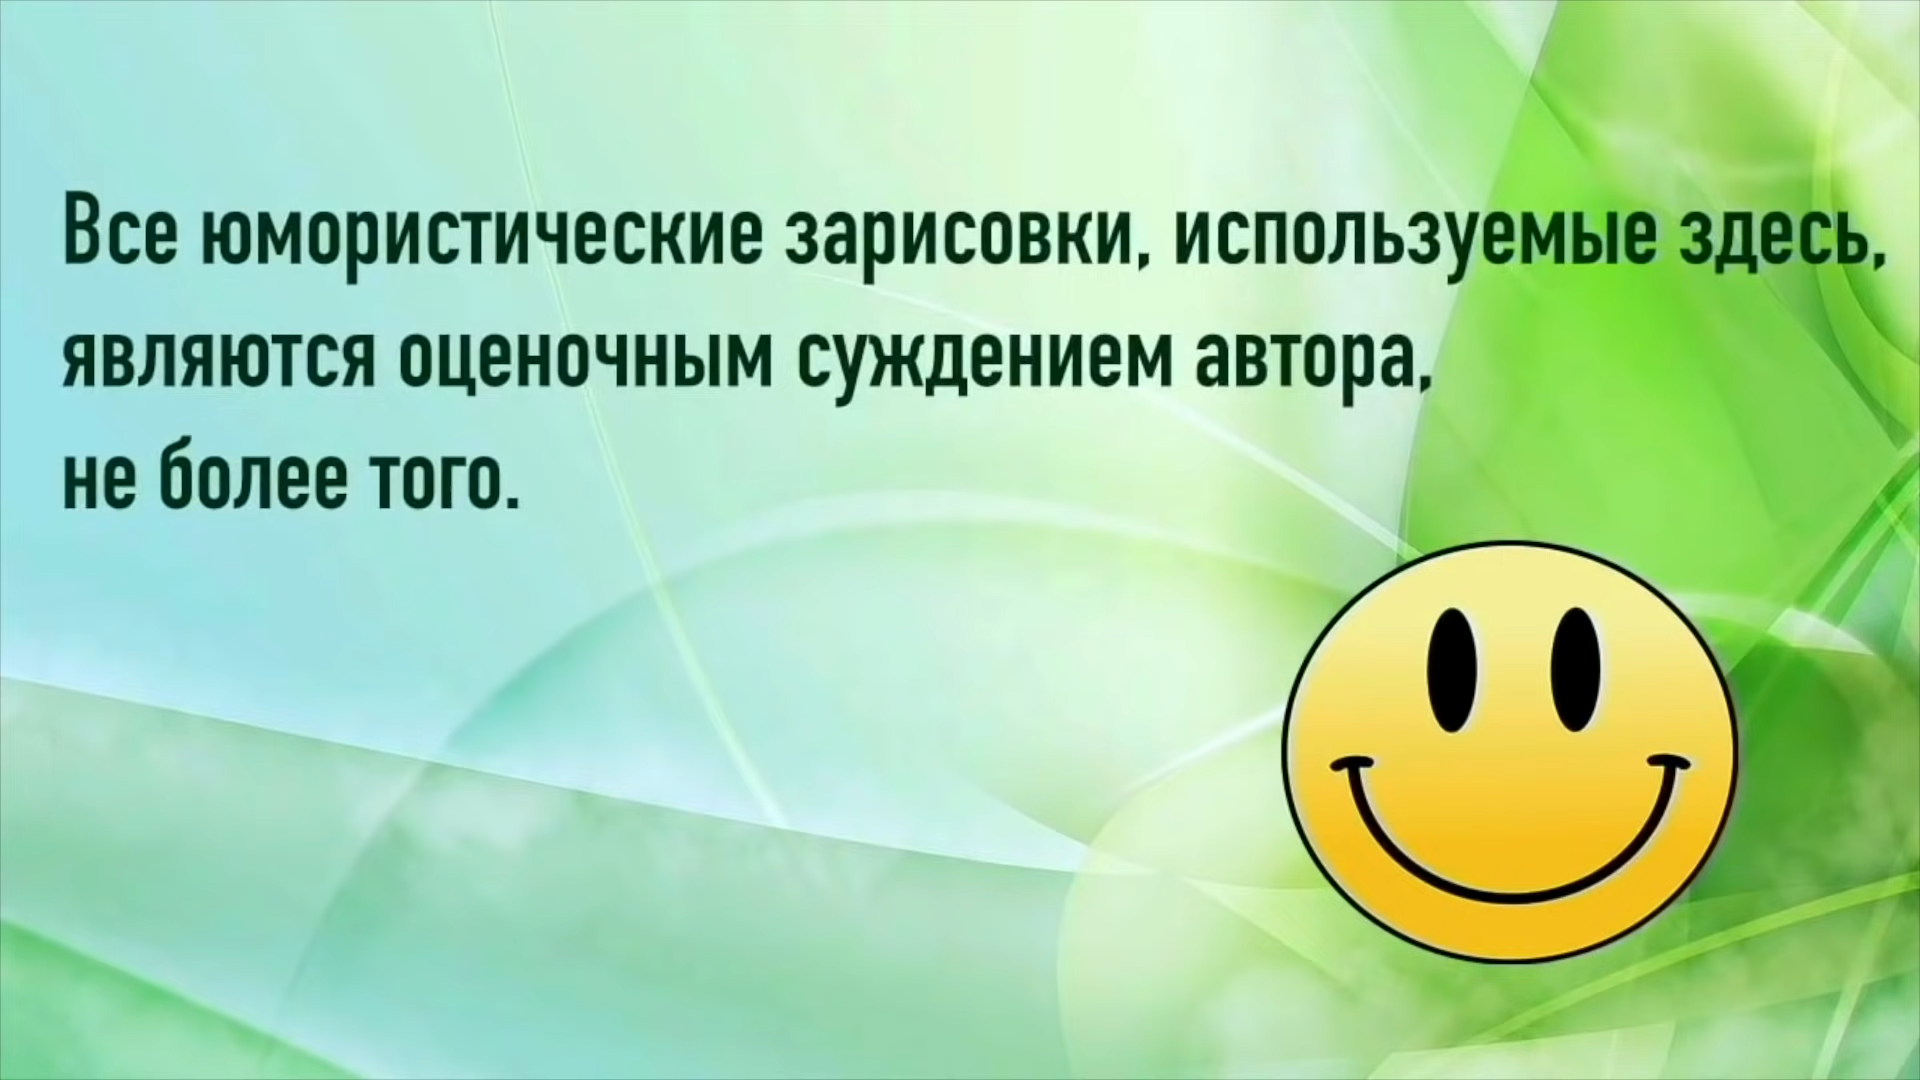 Все юмористические зарисовки, используемые здесь,
являются оценочным суждением автора,
не более того.